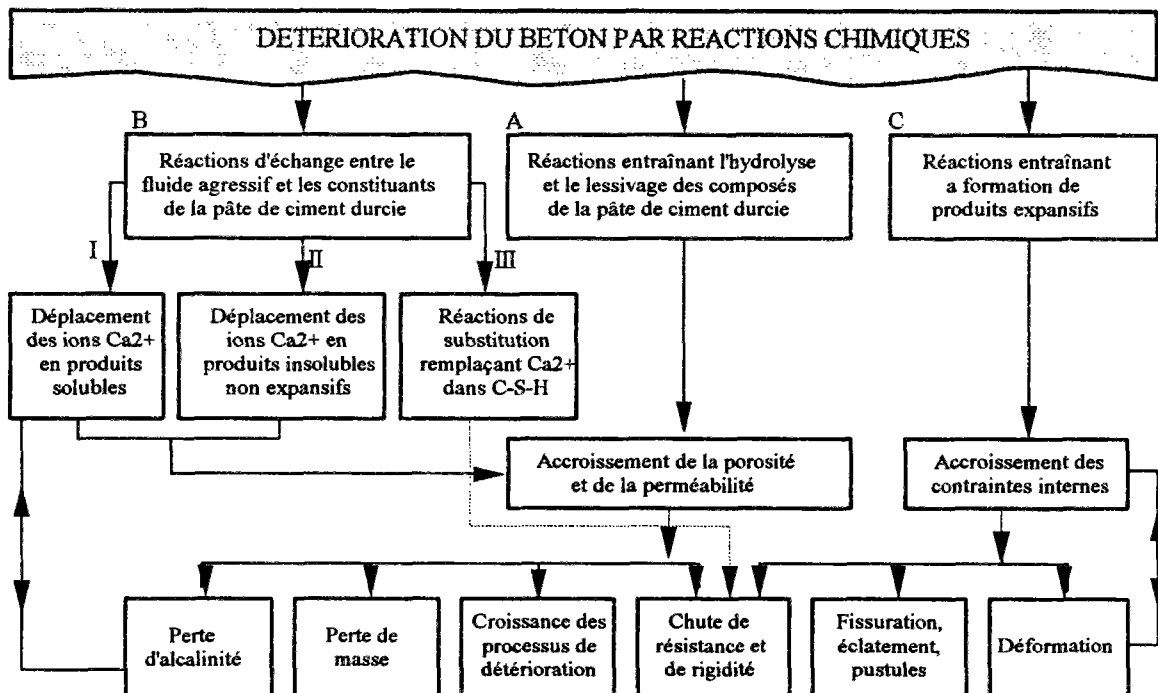 DETERIORATION DU BETON PAR REACTIONS CHIMIQUES
B
Réactions d'échange entre le
fluide agressif et les constituants
de la pâte de ciment durcie
A
Réactions entraînant l'hydrolyse
et le lessivage des composés
de la pâte de ciment durcie
C
Réactions entraînant
a formation de
produits expansifs
I
II
III
Déplacement
des ions Ca2+
en produits
solubles
Déplacement des
ions Ca2+ en
produits insolubles
non expansifs
Réactions de
substitution
remplaçant Ca2+
dans C-S-H
Accroissement de la porosité
et de la perméabilité
Accroissement des
contraintes internes
Perte
d'alcalinité
Perte de
masse
Croissance des
processus de
détérioration
Chute de
résistance et
de rigidité
Fissuration,
éclatement,
pustules
Déformation